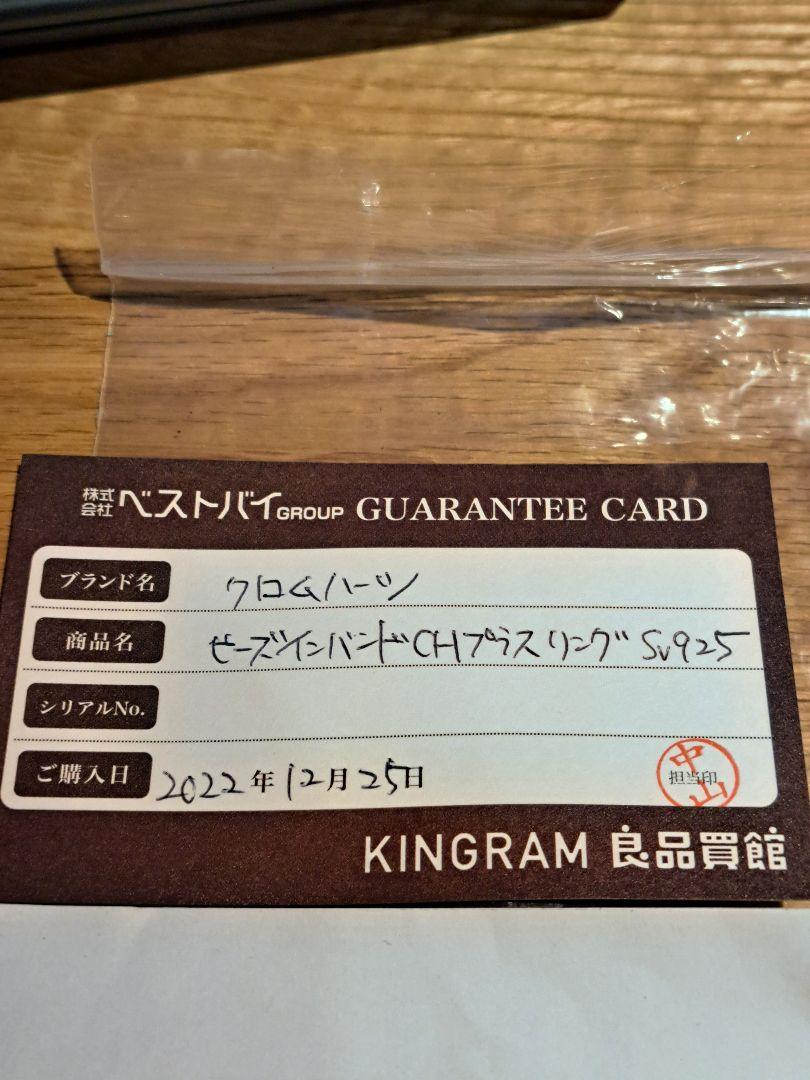 株式会社ベストバイGROUP GUARANTEE CARD
ブランド名 クロムハーツ
商品名 ビーズインバンドCHプラスリング SV925
シリアルNo.
ご購入日 2022年12月25日 担当印 中山
KINGRAM 良品買館